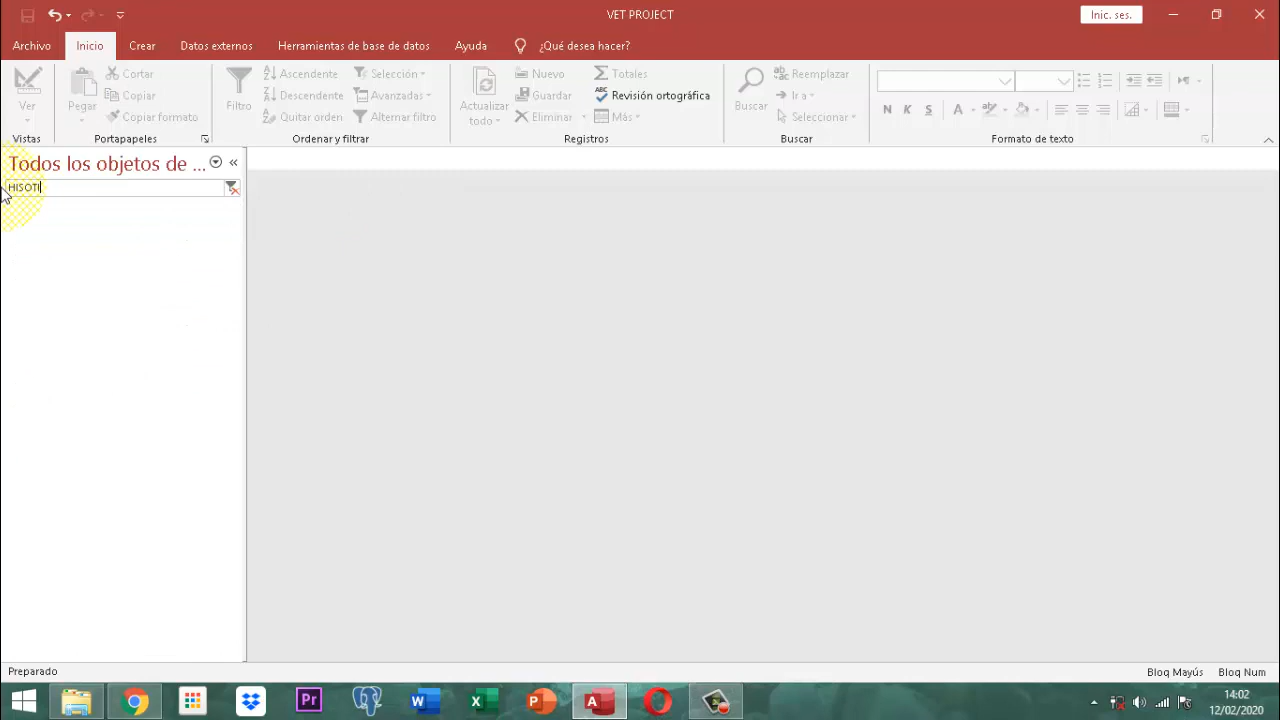 VET PROJECT
Inic. ses.
Archivo Inicio Crear Datos externos Herramientas de base de datos Ayuda ¿Qué desea hacer?
Ver
Vistas
Pegar
Cortar
Copiar
Copiar formato
Portapapeles
Filtro
Ascendente
Descendente
Quitar orden
Selección
Avanzadas
Alternar filtro
Ordenar y filtrar
Actualizar
todo
Nuevo
Guardar
Eliminar
Totales
Revisión ortográfica
Más
Registros
Buscar
Reemplazar
Ir a
Seleccionar
Buscar
N K S
A
ab
Formato de texto
Todos los objetos de ...
HISOTI
Preparado
Bloq Mayús Bloq Num
Pr
W
X
P
A
14:02
12/02/2020